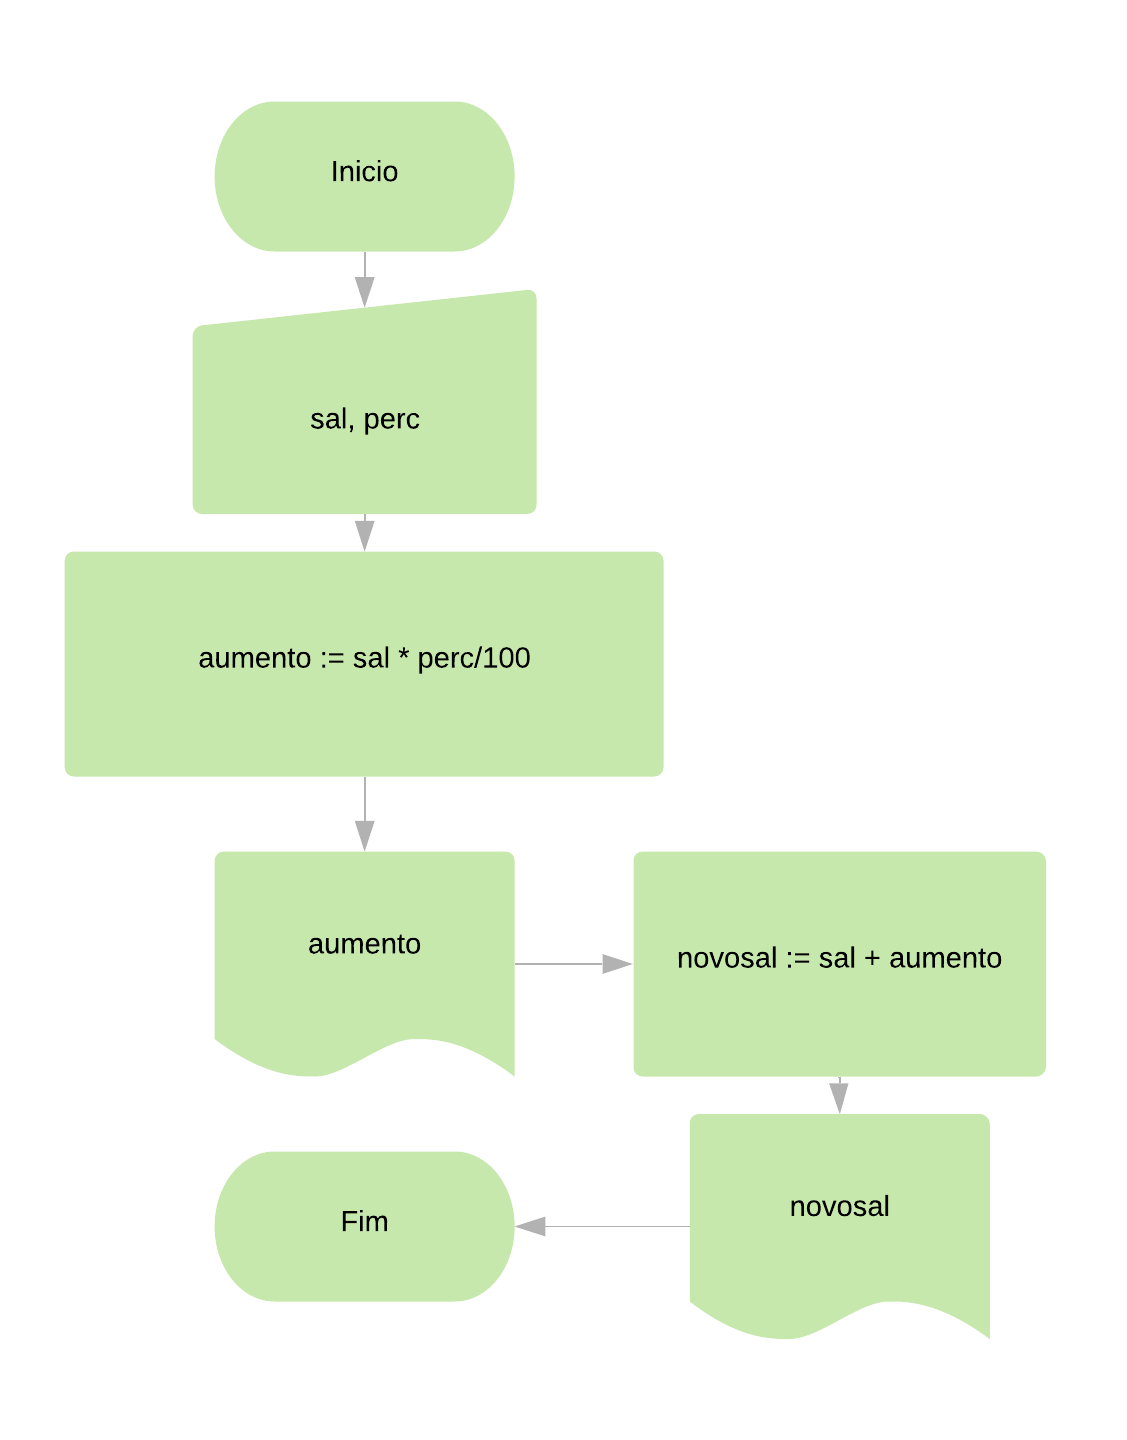 Inicio
sal, perc
aumento := sal * perc/100
aumento
novosal := sal + aumento
novosal
Fim